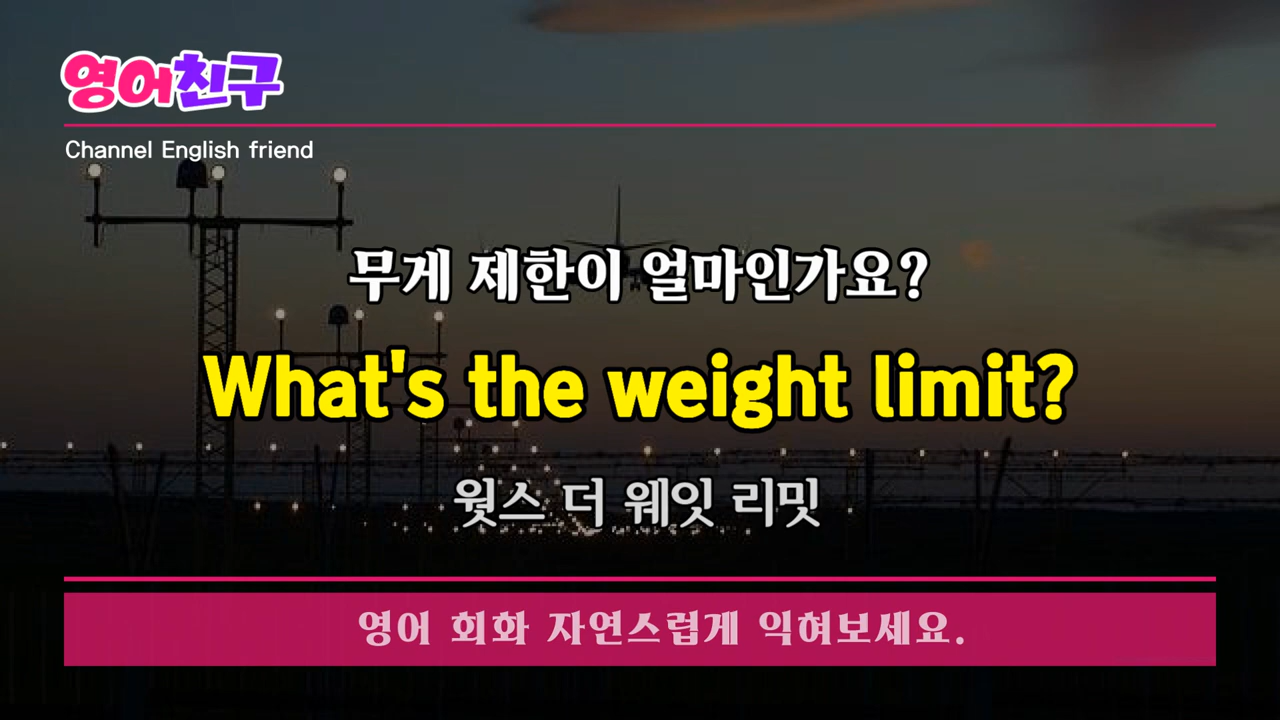 영어친구
Channel English friend
무게 제한이 얼마인가요?
What's the weight limit?
웟스 더 웨잇 리밋
영어 회화 자연스럽게 익혀보세요.